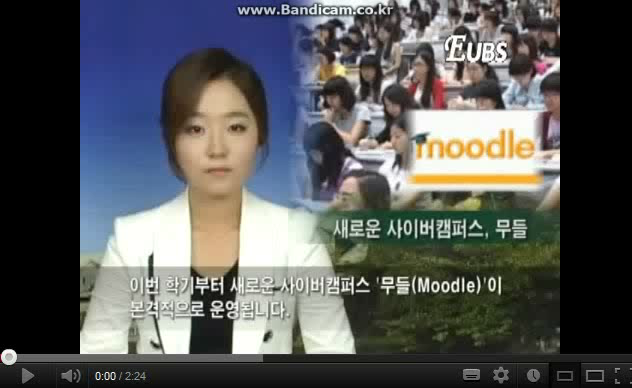 www.Bandicam.co.kr
EUBS
moodle
새로운 사이버캠퍼스, 무들
이번 학기부터 새로운 사이버캠퍼스 '무들(Moodle)'이
본격적으로 운영됩니다.
0:00 / 2:24